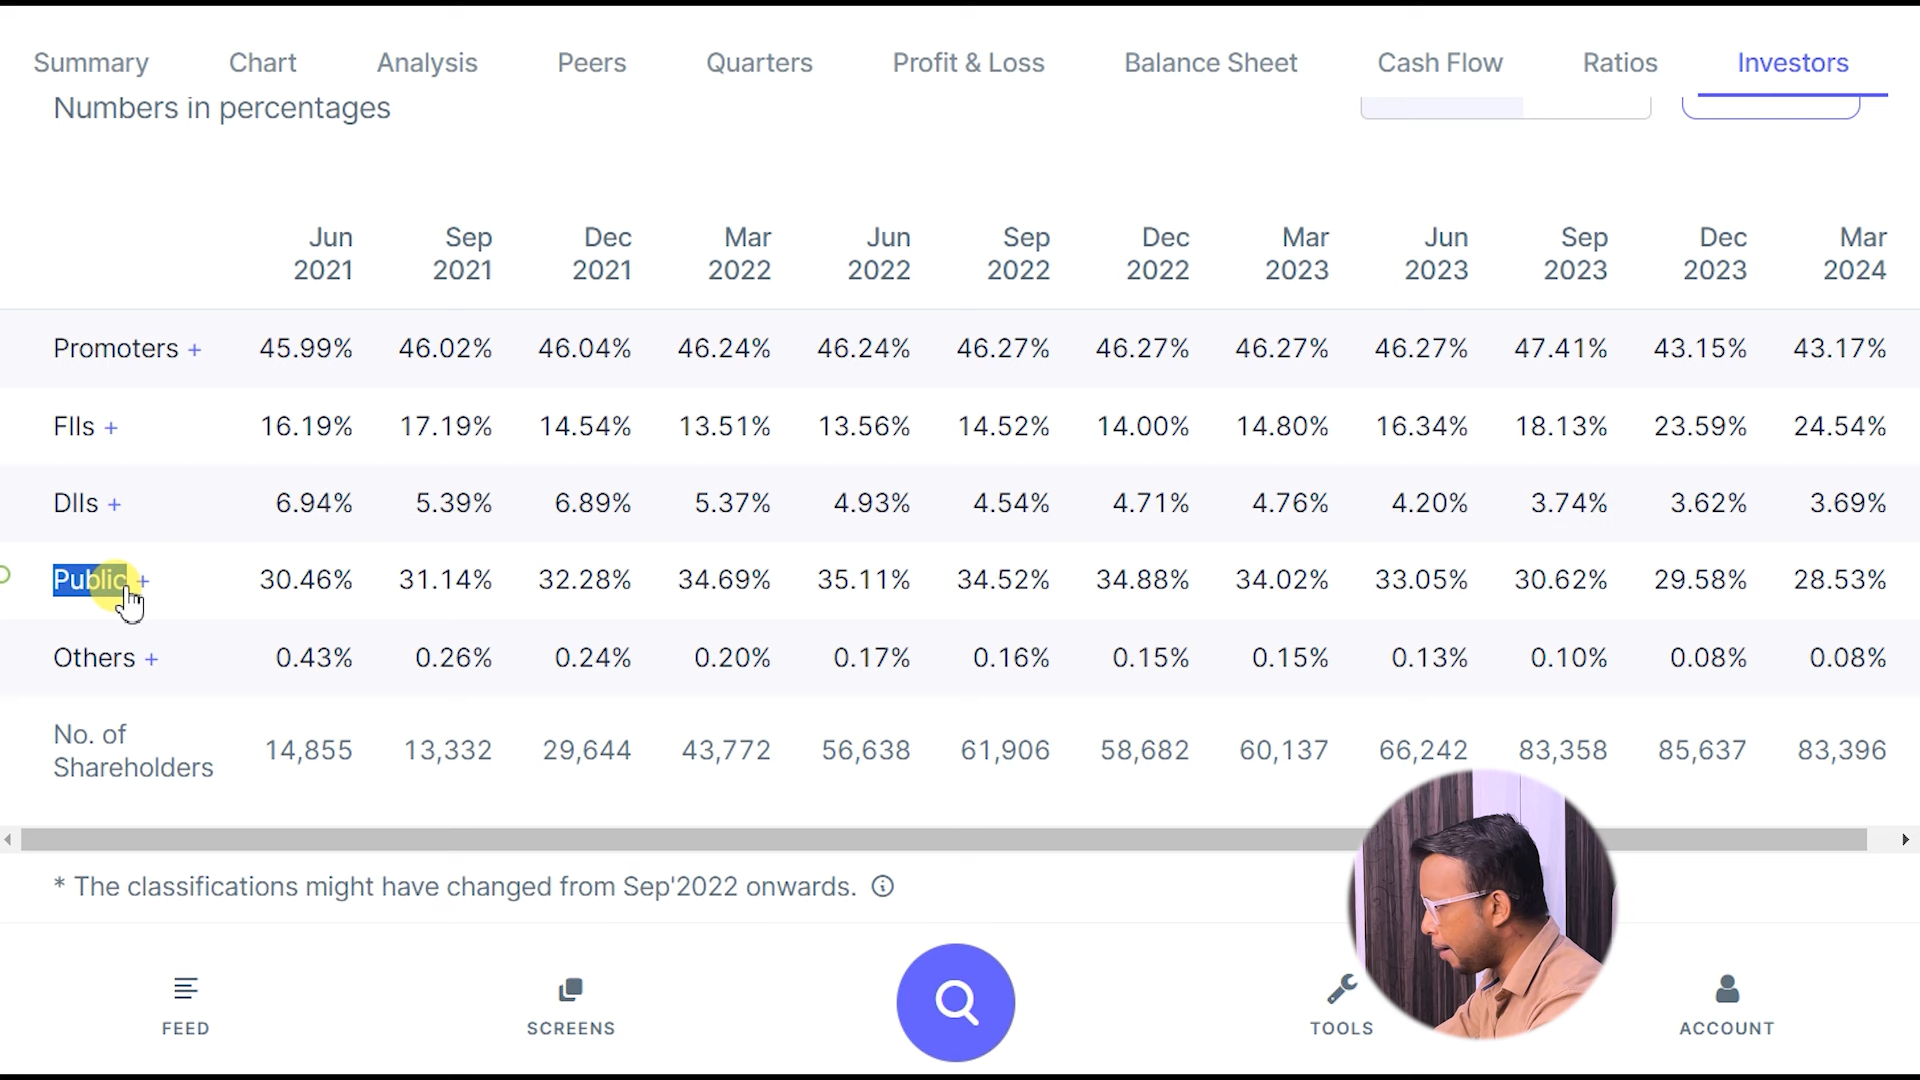 Summary Chart Analysis Peers Quarters Profit & Loss Balance Sheet Cash Flow Ratios Investors
Numbers in percentages
Jun Sep Dec Mar Jun Sep Dec Mar Jun Sep Dec Mar
2021 2021 2021 2022 2022 2022 2022 2023 2023 2023 2023 2024
Promoters + 45.99% 46.02% 46.04% 46.24% 46.24% 46.27% 46.27% 46.27% 46.27% 47.41% 43.15% 43.17%
FIIs + 16.19% 17.19% 14.54% 13.51% 13.56% 14.52% 14.00% 14.80% 16.34% 18.13% 23.59% 24.54%
DIIs + 6.94% 5.39% 6.89% 5.37% 4.93% 4.54% 4.71% 4.76% 4.20% 3.74% 3.62% 3.69%
Public + 30.46% 31.14% 32.28% 34.69% 35.11% 34.52% 34.88% 34.02% 33.05% 30.62% 29.58% 28.53%
Others + 0.43% 0.26% 0.24% 0.20% 0.17% 0.16% 0.15% 0.15% 0.13% 0.10% 0.08% 0.08%
No. of
Shareholders 14,855 13,332 29,644 43,772 56,638 61,906 58,682 60,137 66,242 83,358 85,637 83,396
* The classifications might have changed from Sep'2022 onwards.
FEED SCREENS TOOLS ACCOUNT